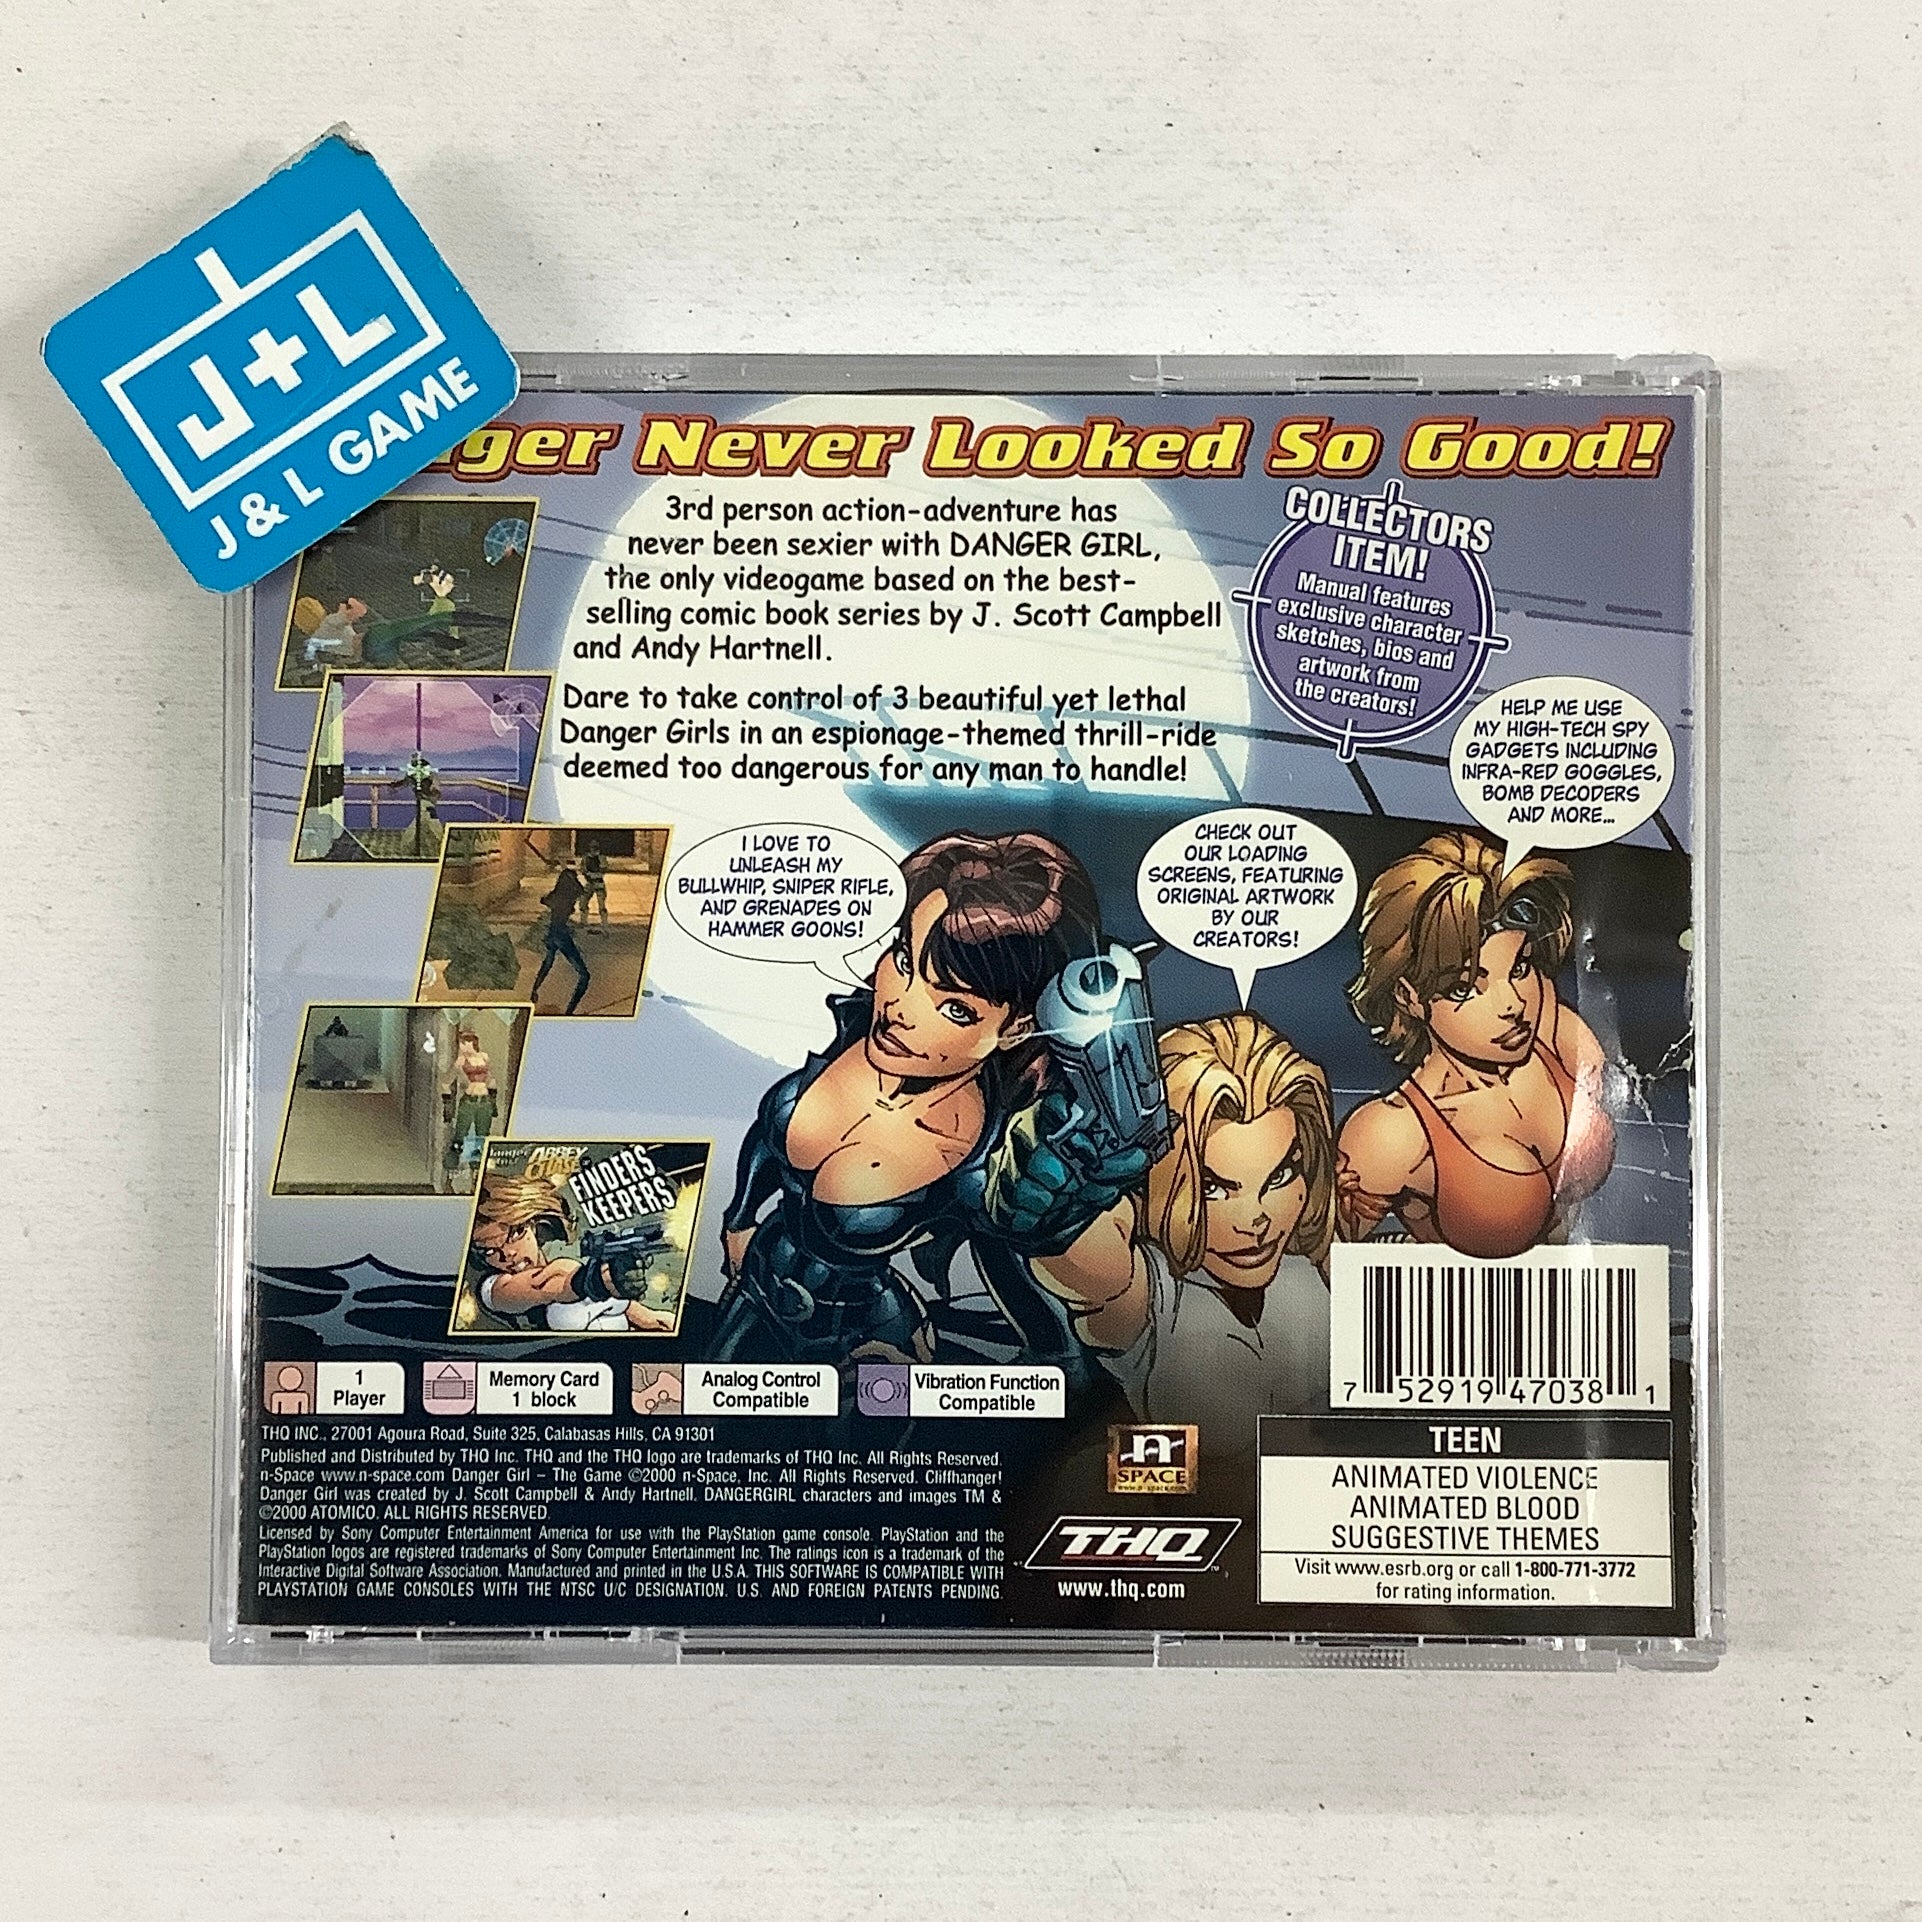 J+L
J & L GAME
Never Looked So Good!
3rd person action-adventure has
never been sexier with DANGER GIRL,
the only videogame based on the best-
selling comic book series by J. Scott Campbell
and Andy Hartnell.
Dare to take control of 3 beautiful yet lethal
Danger Girls in an espionage-themed thrill-ride
deemed too dangerous for any man to handle!
COLLECTORS
ITEM!
Manual features
exclusive character
sketches, bios and
artwork from
the creators!
HELP ME USE
MY HIGH-TECH SPY
GADGETS INCLUDING
INFRA-RED GOGGLES,
BOMB DECODERS
AND MORE...
I LOVE TO
UNLEASH MY
BULLWHIP, SNIPER RIFLE,
AND GRENADES ON
HAMMER GOONS!
CHECK OUT
OUR LOADING
SCREENS, FEATURING
ORIGINAL ARTWORK
BY OUR
CREATORS!
ABBEY
CHASE
FINDERS
KEEPERS
1
Player
Memory Card
1 block
Analog Control
Compatible
Vibration Function
Compatible
7 52919 47038 1
THQ INC., 27001 Agoura Road, Suite 325, Calabasas Hills, CA 91301
Published and Distributed by THQ Inc. THQ and the THQ logo are trademarks of THQ Inc. All Rights Reserved.
n-Space www.n-space.com Danger Girl – The Game ©2000 n-Space, Inc. All Rights Reserved. Cliffhanger!
Danger Girl was created by J. Scott Campbell & Andy Hartnell. DANGERGIRL characters and images TM &
©2000 ATOMICO. ALL RIGHTS RESERVED.
Licensed by Sony Computer Entertainment America for use with the PlayStation game console. PlayStation and the
PlayStation logos are registered trademarks of Sony Computer Entertainment Inc. The ratings icon is a trademark of the
Interactive Digital Software Association. Manufactured and printed in the U.S.A. THIS SOFTWARE IS COMPATIBLE WITH
PLAYSTATION GAME CONSOLES WITH THE NTSC U/C DESIGNATION. U.S. AND FOREIGN PATENTS PENDING.
n
SPACE
THQ
www.thq.com
TEEN
ANIMATED VIOLENCE
ANIMATED BLOOD
SUGGESTIVE THEMES
Visit www.esrb.org or call 1-800-771-3772
for rating information.